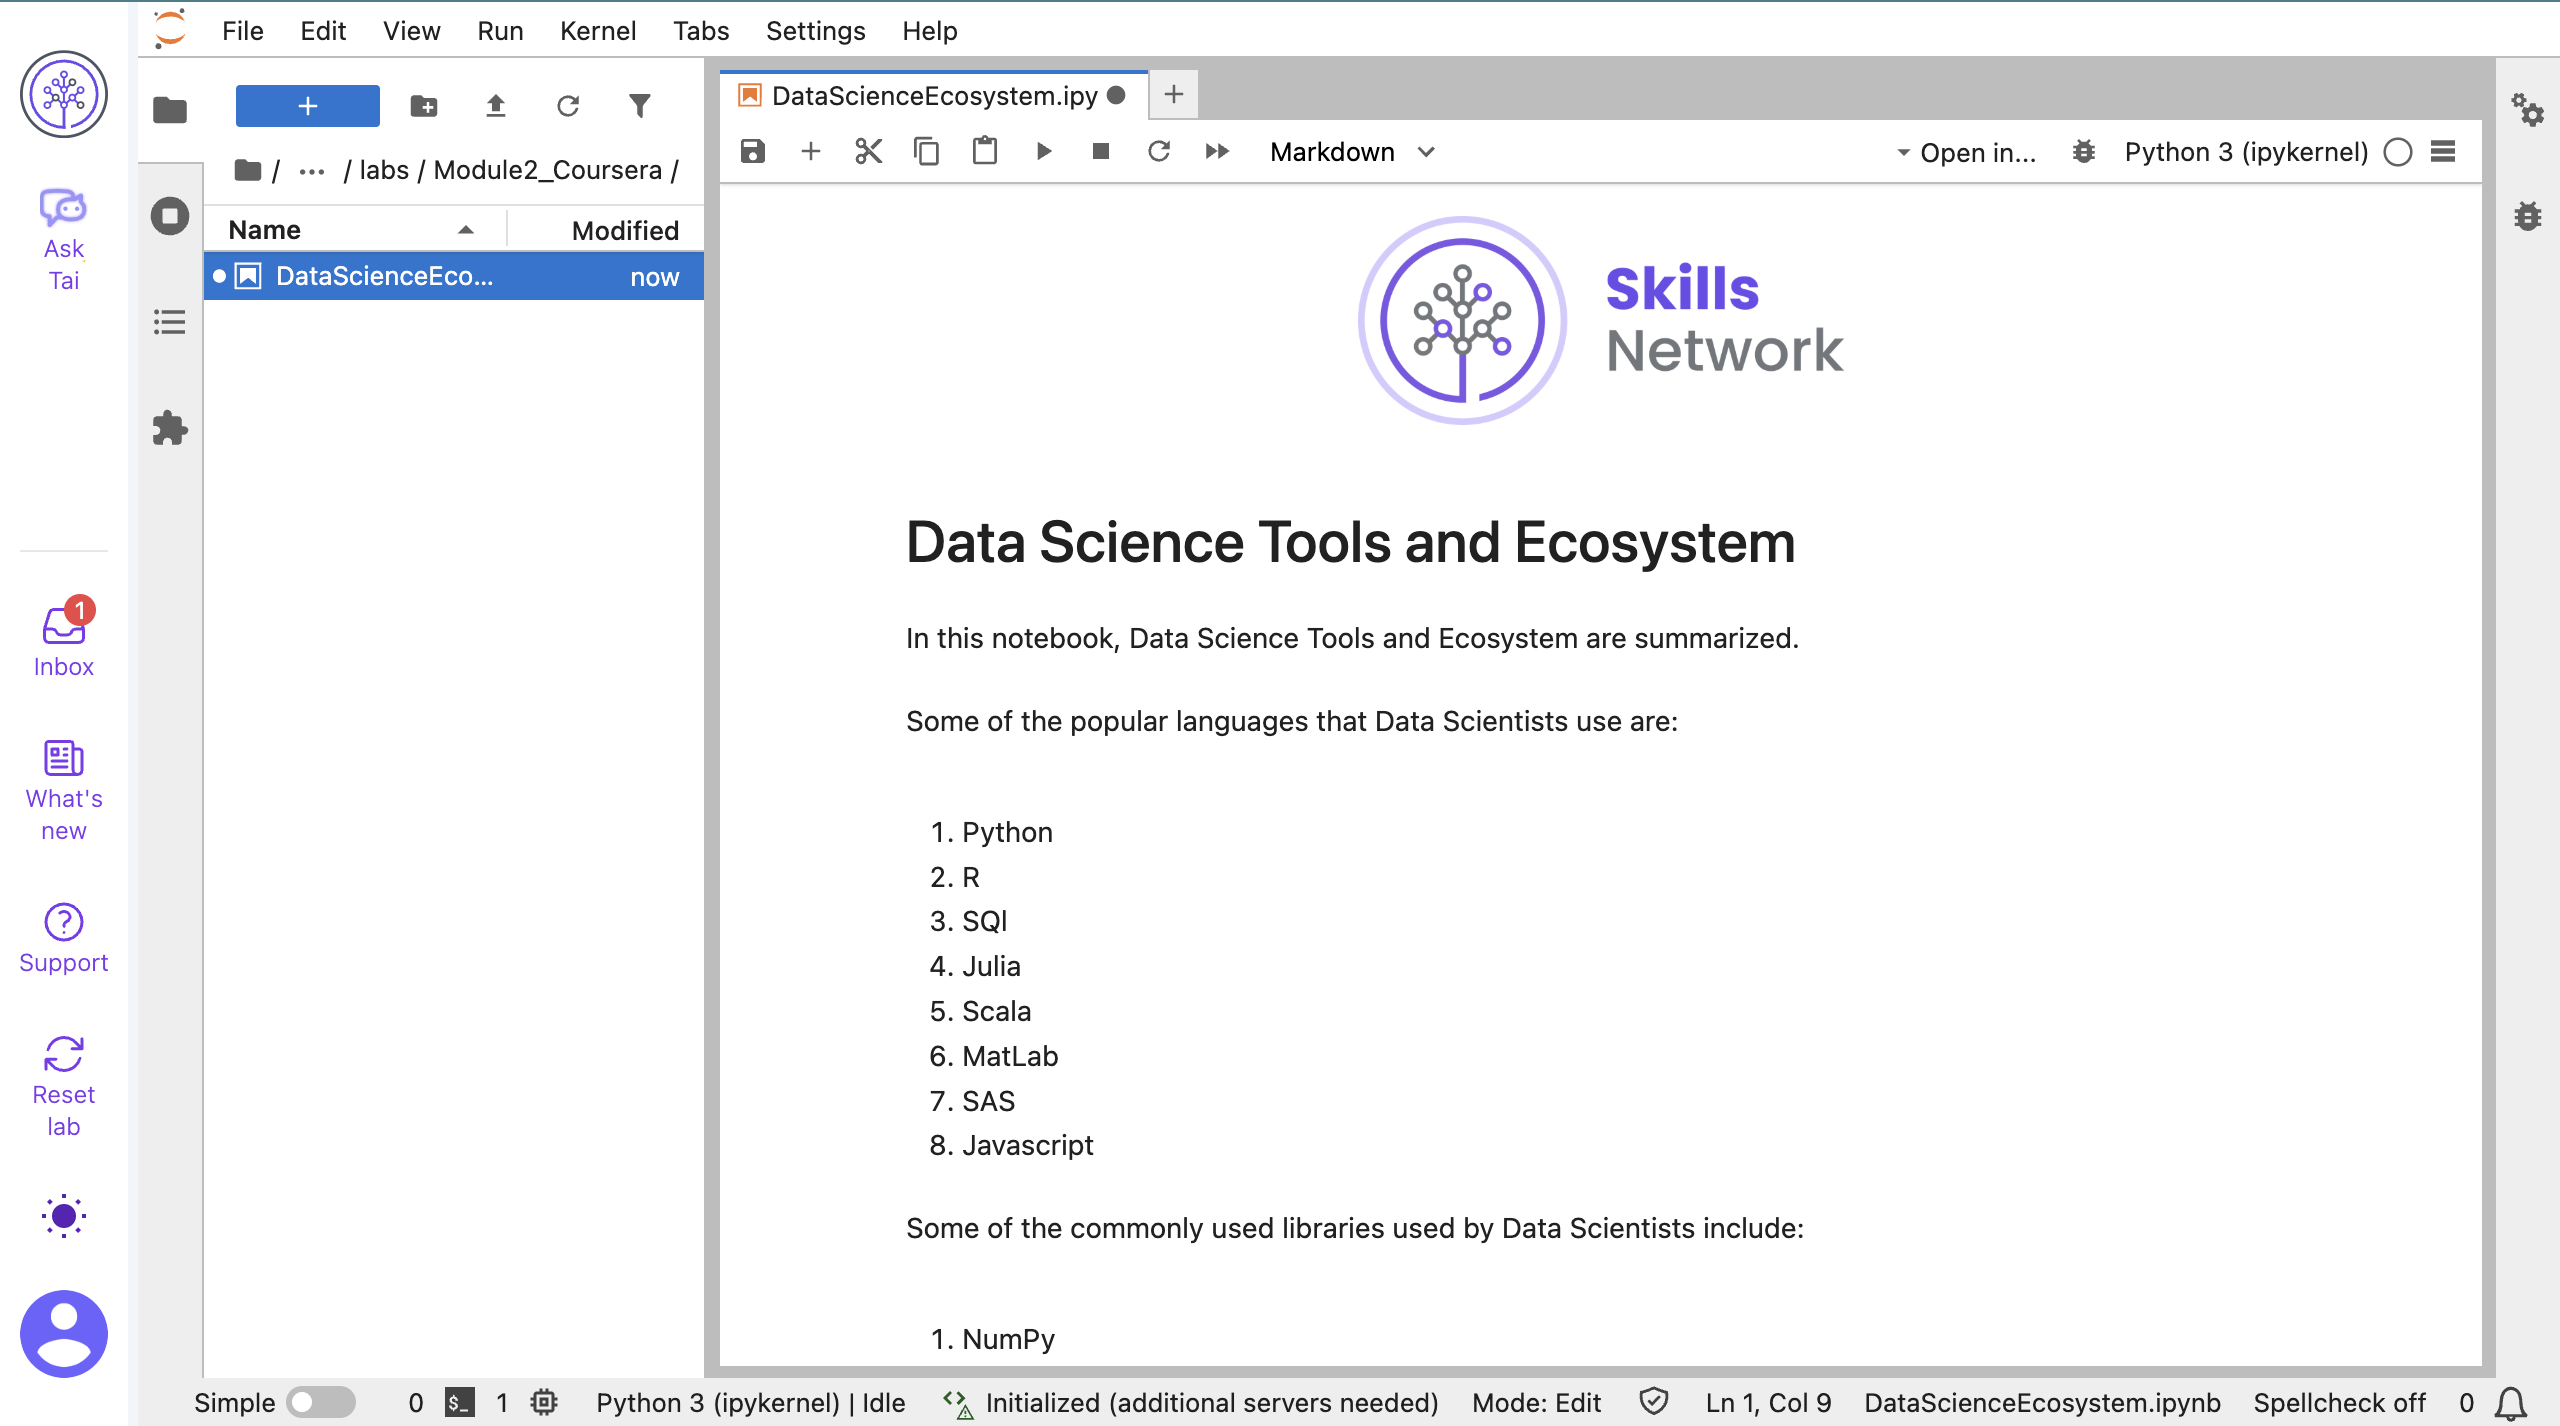 File Edit View Run Kernel Tabs Settings Help
Ask
Tai
Inbox
1
What's
new
Support
Reset
lab
+
/ ... / labs / Module2_Coursera /
Name Modified
DataScienceEco... now
DataScienceEcosystem.ipy
Markdown
Open in...
Python 3 (ipykernel)
Skills
Network
Data Science Tools and Ecosystem
In this notebook, Data Science Tools and Ecosystem are summarized.
Some of the popular languages that Data Scientists use are:
1. Python
2. R
3. SQl
4. Julia
5. Scala
6. MatLab
7. SAS
8. Javascript
Some of the commonly used libraries used by Data Scientists include:
1. NumPy
Simple 0 $_ 1 Python 3 (ipykernel) | Idle Initialized (additional servers needed) Mode: Edit Ln 1, Col 9 DataScienceEcosystem.ipynb Spellcheck off 0